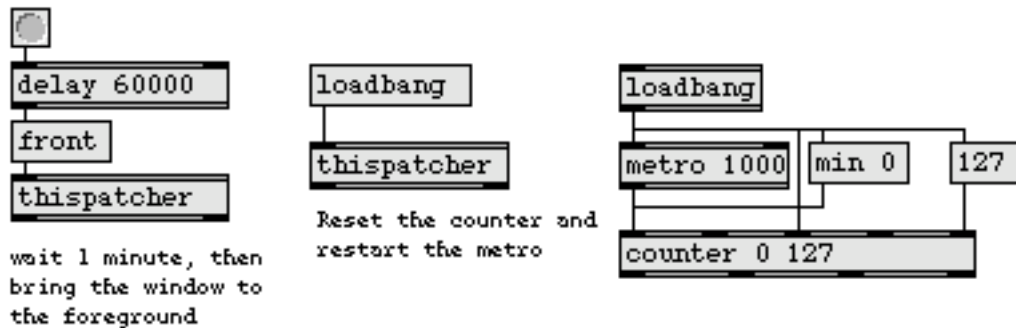 delay 60000
front
thispatcher
wait 1 minute, then
bring the window to
the foreground
loadbang
thispatcher
Reset the counter and
restart the metro
loadbang
metro 1000
min 0
127
counter 0 127